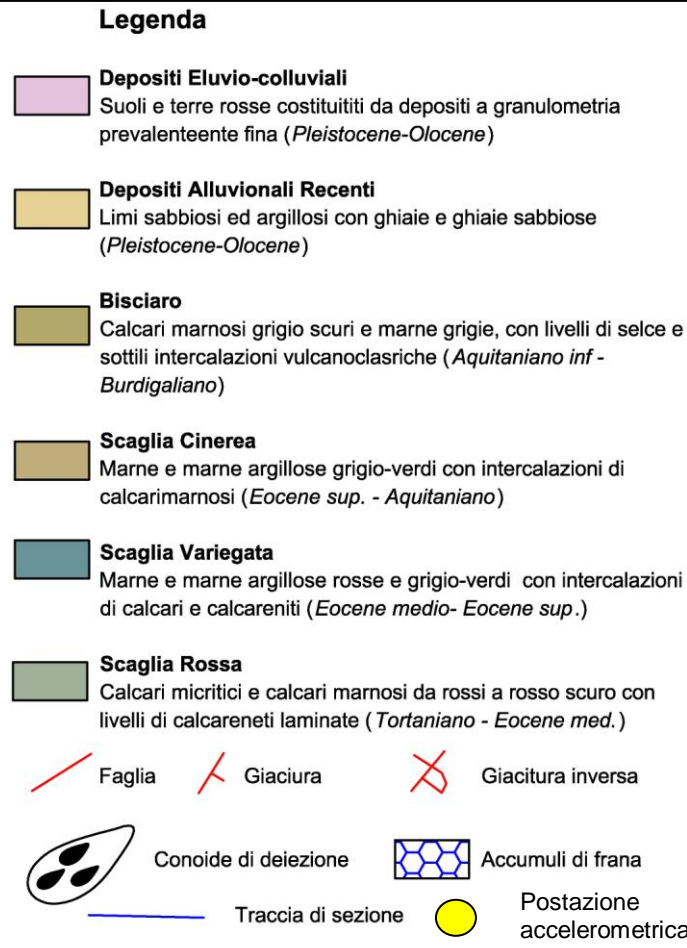 Legenda
Depositi Eluvio-colluviali
Suoli e terre rosse costituititi da depositi a granulometria
prevalenteente fina (Pleistocene-Olocene)
Depositi Alluvionali Recenti
Limi sabbiosi ed argillosi con ghiaie e ghiaie sabbiose
(Pleistocene-Olocene)
Bisciaro
Calcari marnosi grigio scuri e marne grigie, con livelli di selce e
sottili intercalazioni vulcanoclasriche (Aquitaniano inf -
Burdigaliano)
Scaglia Cinerea
Marne e marne argillose grigio-verdi con intercalazioni di
calcarimarnosi (Eocene sup. - Aquitaniano)
Scaglia Variegata
Marne e marne argillose rosse e grigio-verdi con intercalazioni
di calcari e calcareniti (Eocene medio- Eocene sup.)
Scaglia Rossa
Calcari micritici e calcari marnosi da rossi a rosso scuro con
livelli di calcareneti laminate (Tortaniano - Eocene med.)
Faglia Giaciura Giacitura inversa
Conoide di deiezione Accumuli di frana
Traccia di sezione Postazione
accelerometrica